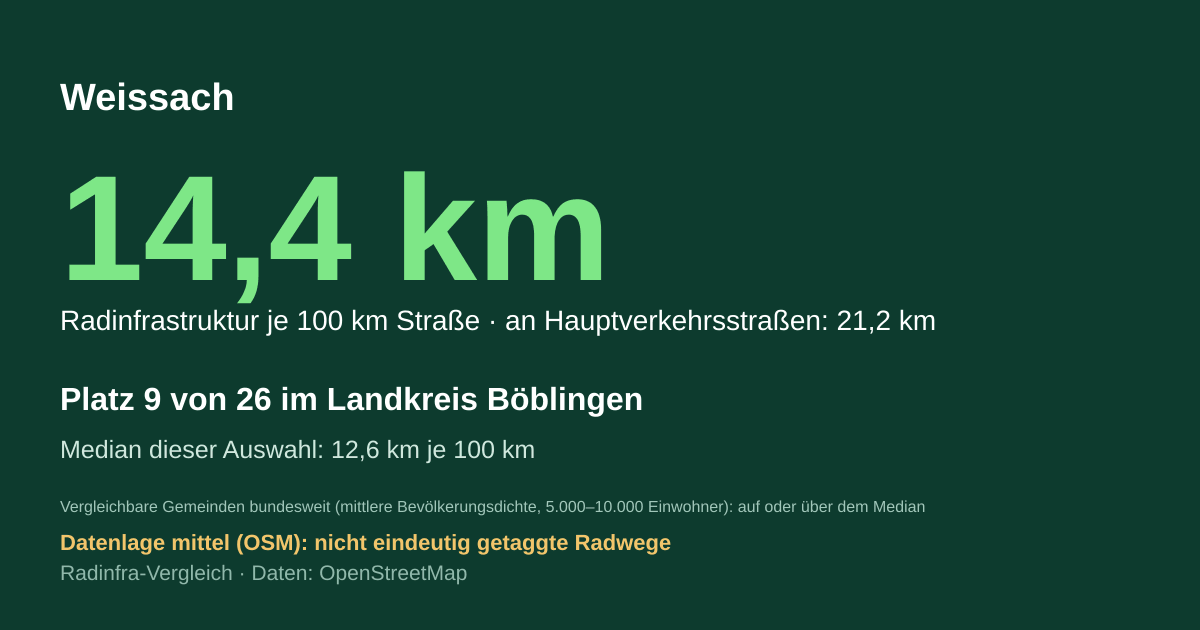 Weissach
14,4 km
Radinfrastruktur je 100 km Straße · an Hauptverkehrsstraßen: 21,2 km
Platz 9 von 26 im Landkreis Böblingen
Median dieser Auswahl: 12,6 km je 100 km
Vergleichbare Gemeinden bundesweit (mittlere Bevölkerungsdichte, 5.000–10.000 Einwohner): auf oder über dem Median
Datenlage mittel (OSM): nicht eindeutig getaggte Radwege
Radinfra-Vergleich · Daten: OpenStreetMap